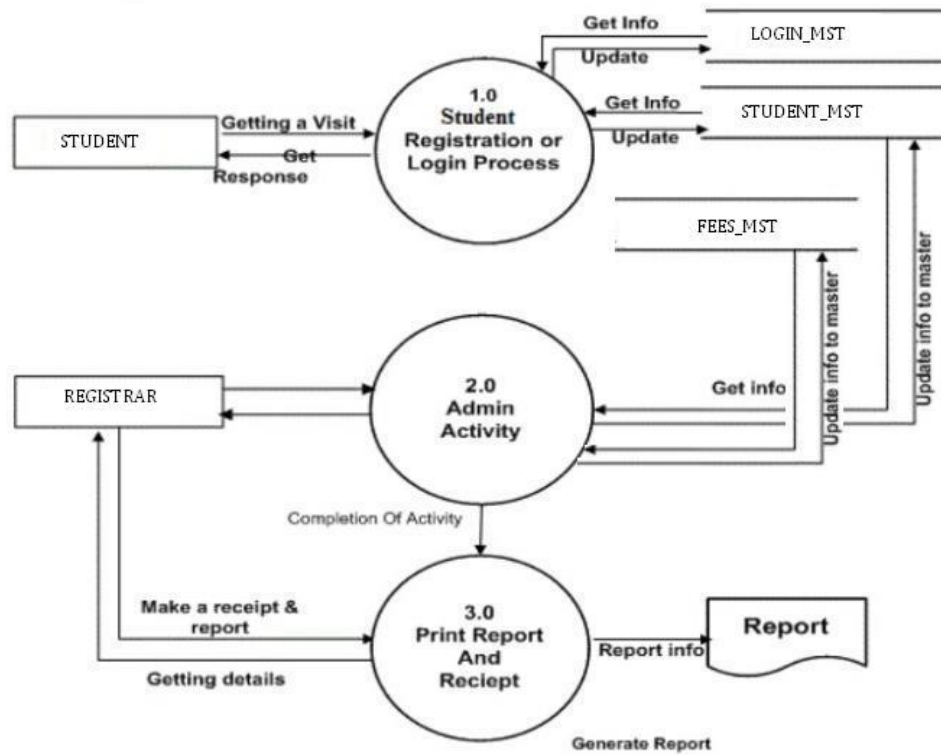 Get Info
LOGIN_MST
Update
1.0
Student
Registration or
Login Process
Get Info
STUDENT_MST
Update
Getting a Visit
STUDENT
Get
Response
FEES_MST
Update info to master
Update info to master
REGISTRAR
2.0
Admin
Activity
Get info
Completion Of Activity
Make a receipt &
report
3.0
Print Report
And
Reciept
Getting details
Report info
Report
Generate Report